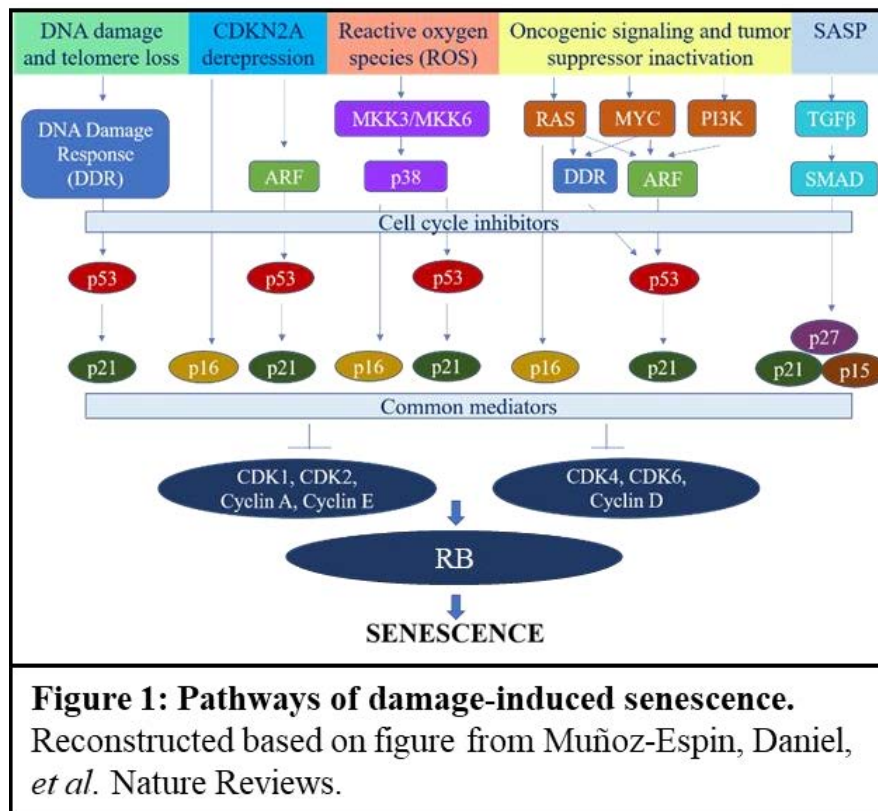 DNA damage
and telomere loss
CDKN2A
derepression
Reactive oxygen
species (ROS)
Oncogenic signaling and tumor
suppressor inactivation
SASP
DNA Damage
Response
(DDR)
ARF
MKK3/MKK6
p38
RAS
MYC
PI3K
DDR
ARF
TGFβ
SMAD
Cell cycle inhibitors
p53
p53
p53
p53
p21
p16
p21
p16
p21
p16
p21
p27
p21
p15
Common mediators
CDK1, CDK2,
Cyclin A, Cyclin E
CDK4, CDK6,
Cyclin D
RB
SENESCENCE
Figure 1: Pathways of damage-induced senescence.
Reconstructed based on figure from Muñoz-Espin, Daniel,
et al. Nature Reviews.